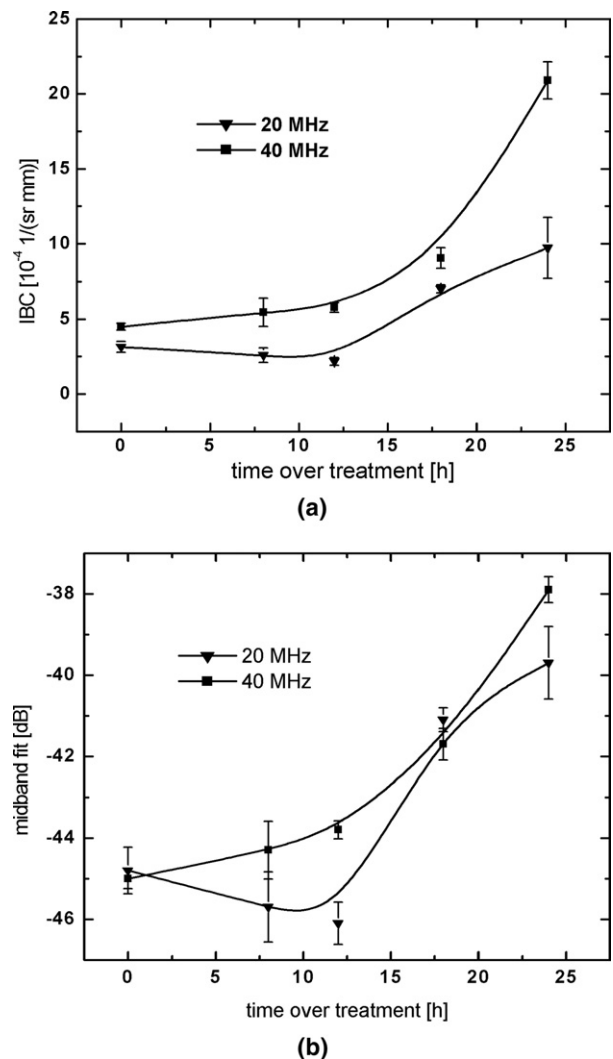 25
20
15
10
5
0
IBC [10⁻⁴ 1/(sr mm)]
20 MHz
40 MHz
0 5 10 15 20 25
time over treatment [h]
(a)
-38
-40
-42
-44
-46
midband fit [dB]
20 MHz
40 MHz
0 5 10 15 20 25
time over treatment [h]
(b)